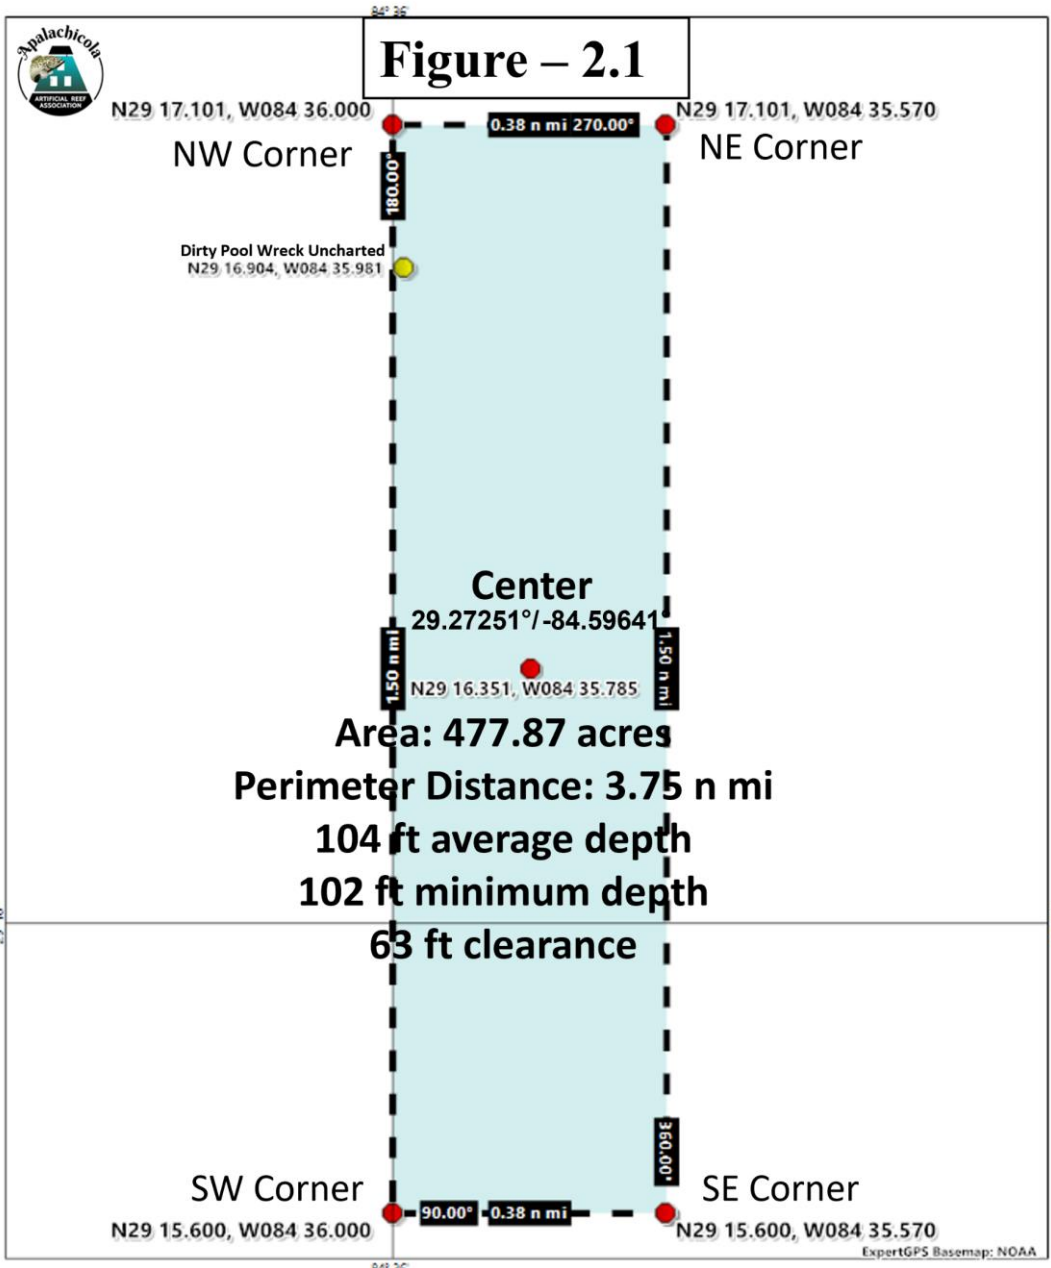 84° 36'
Figure – 2.1
Apalachicola
ARTIFICIAL REEF
ASSOCIATION
N29 17.101, W084 36.000
N29 17.101, W084 35.570
0.38 n mi 270.00°
NW Corner
NE Corner
180.00°
Dirty Pool Wreck Uncharted
N29 16.904, W084 35.981
Center
29.27251°/-84.59641°
1.50 n mi
1.50 n mi
N29 16.351, W084 35.785
Area: 477.87 acres
Perimeter Distance: 3.75 n mi
104 ft average depth
102 ft minimum depth
63 ft clearance
360.00°
SW Corner
SE Corner
90.00° 0.38 n mi
N29 15.600, W084 36.000
N29 15.600, W084 35.570
ExpertGPS Basemap: NOAA
84° 36'